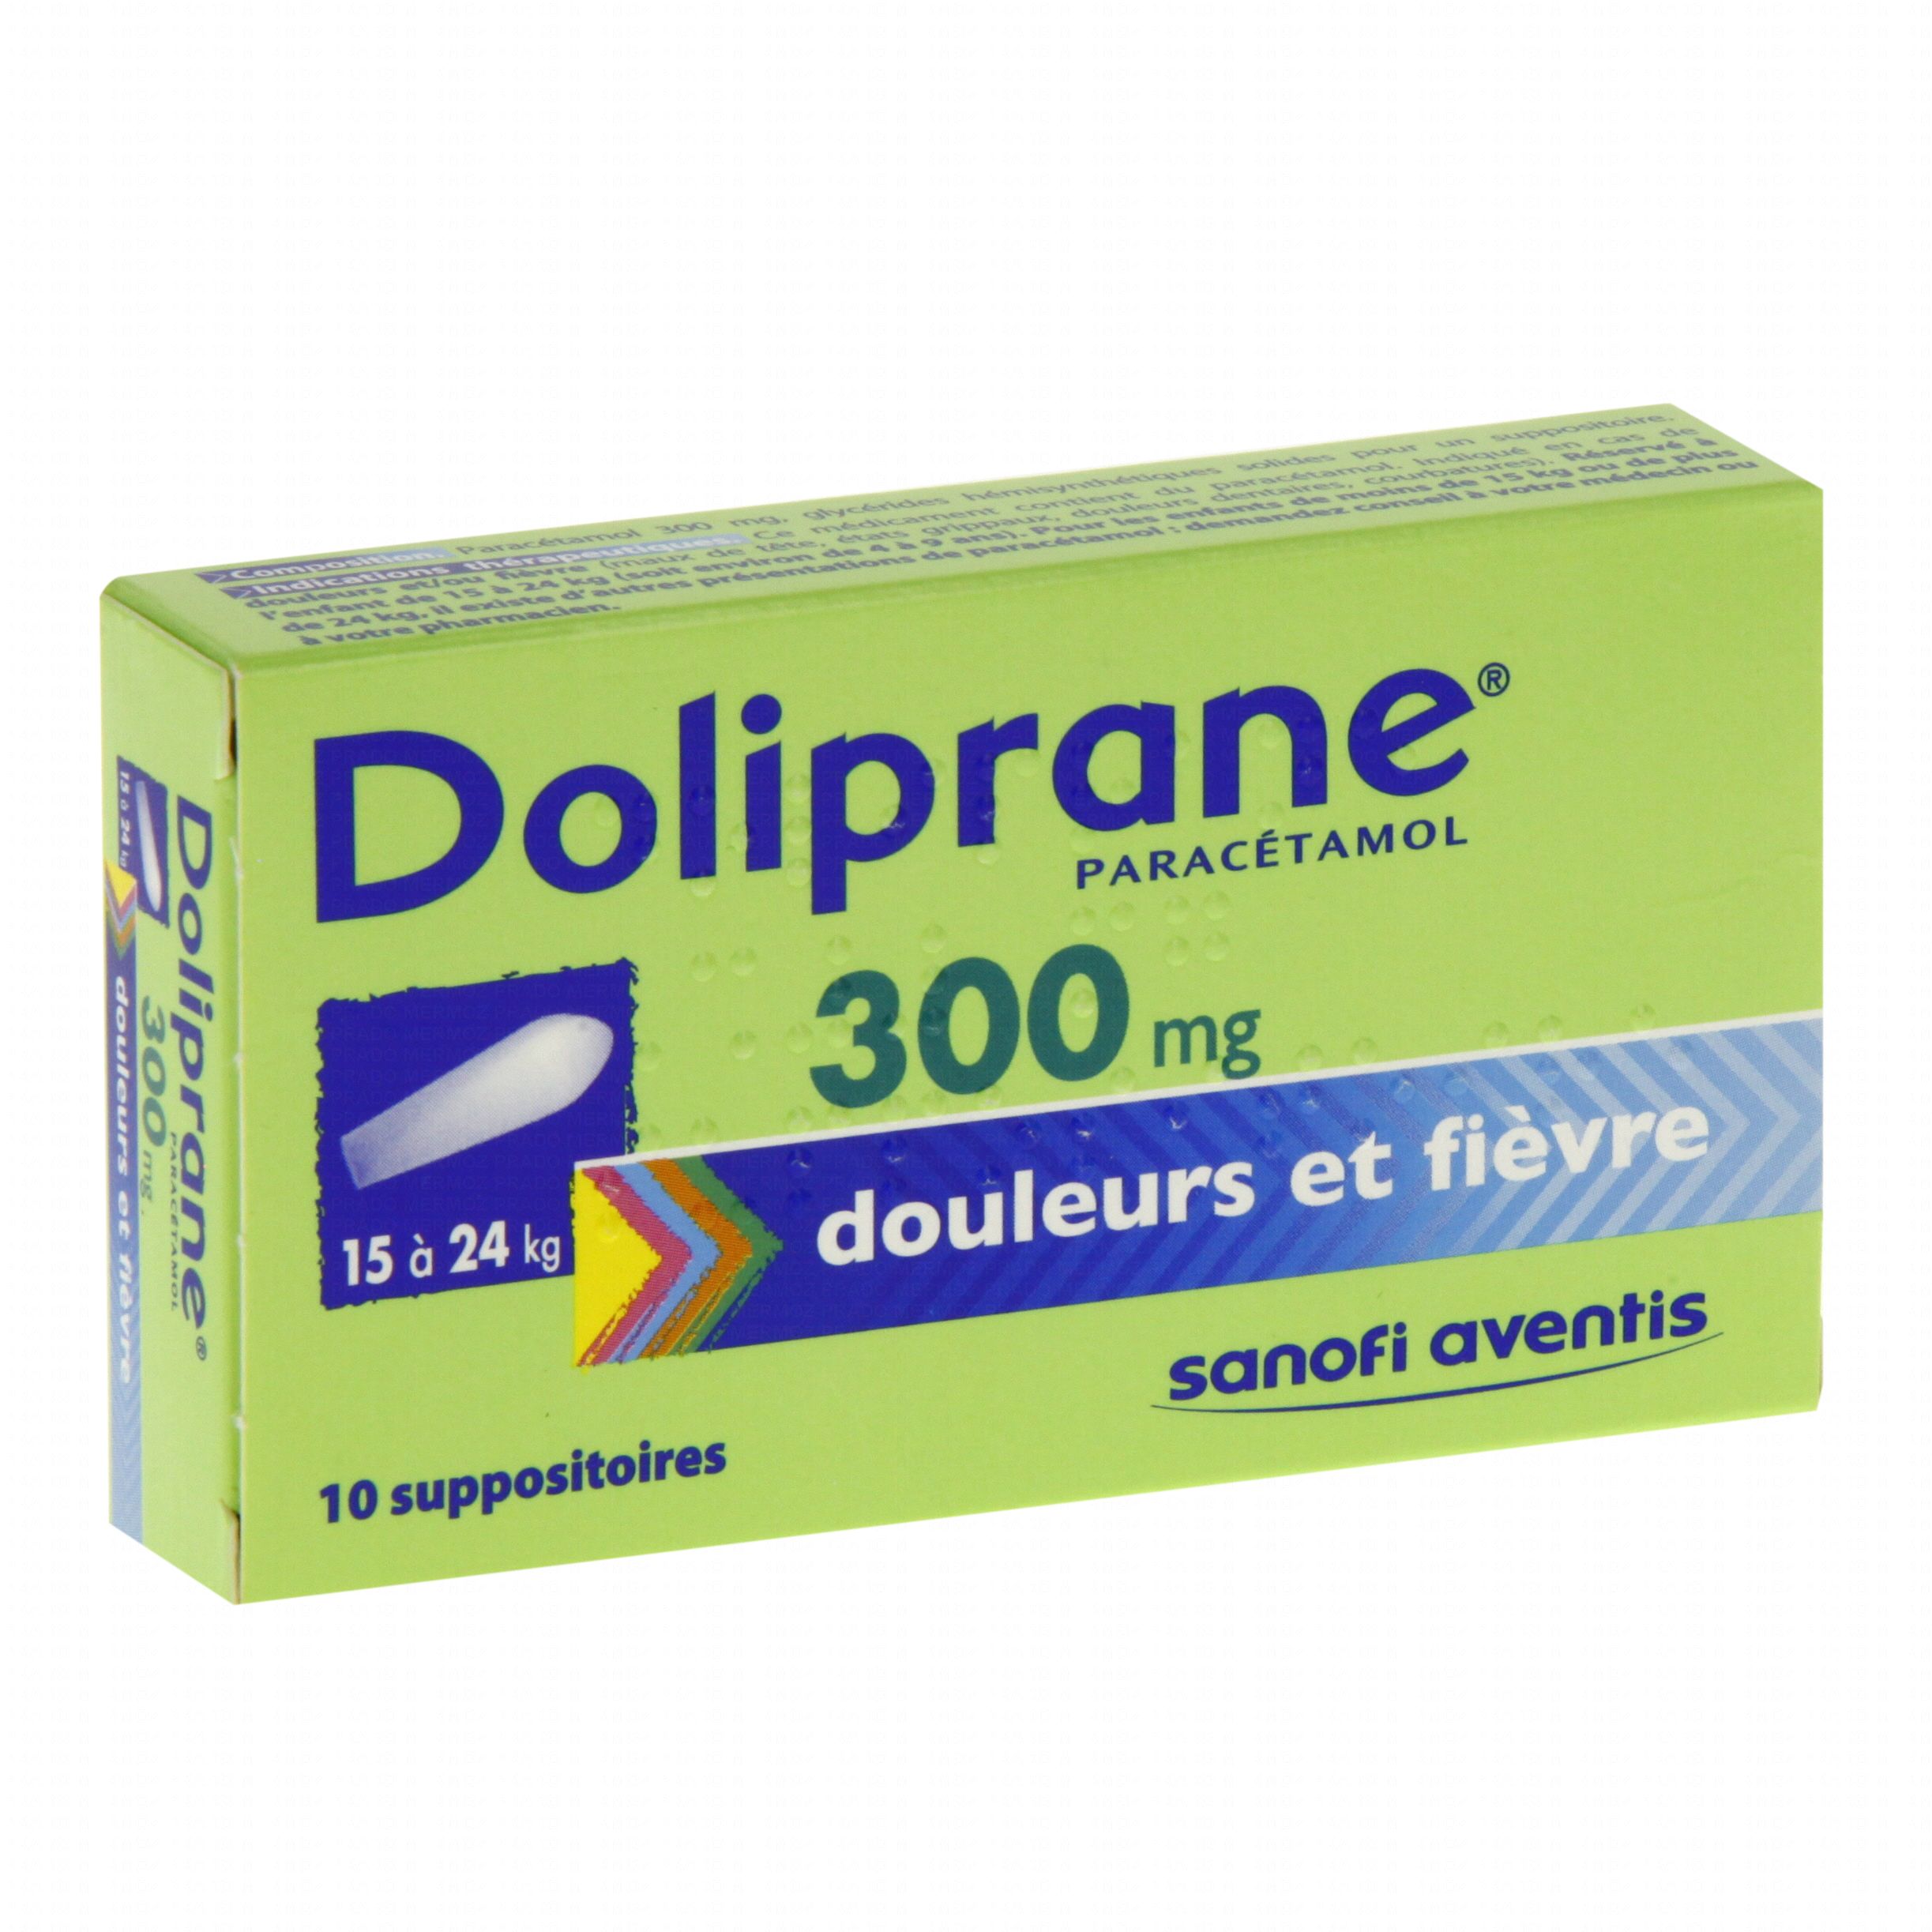 Composition. Paracétamol 300 mg, glycérides hémisynthétiques solides pour un suppositoire.
Indications thérapeutiques. Ce médicament contient du paracétamol. Indiqué en cas de
douleurs et/ou fièvre (maux de tête, états grippaux, douleurs dentaires, courbatures). Réservé à
l'enfant de 15 à 24 kg (soit environ de 4 à 9 ans). Pour les enfants de moins de 15 kg ou de plus
de 24 kg, il existe d'autres présentations de paracétamol : demandez conseil à votre médecin ou
à votre pharmacien.
Doliprane®
PARACÉTAMOL
300 mg
15 à 24 kg
douleurs et fièvre
sanofi aventis
10 suppositoires
15 à 24 kg
Doliprane®
PARACÉTAMOL
300 mg
douleurs et fièvre